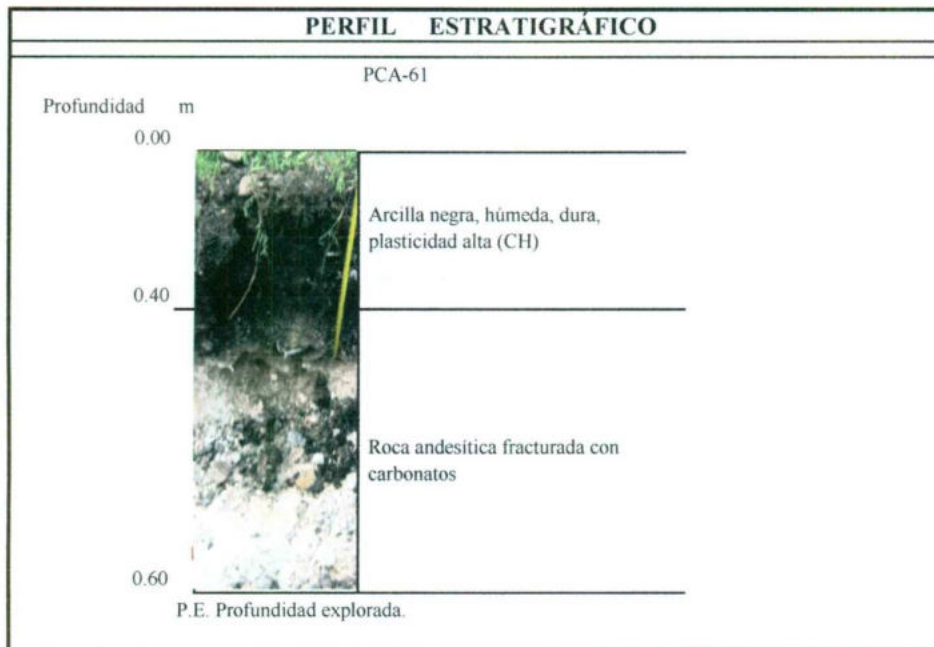 PERFIL ESTRATIGRÁFICO
PCA-61
Profundidad m
0.00
Arcilla negra, húmeda, dura,
plasticidad alta (CH)
0.40
Roca andesítica fracturada con
carbonatos
0.60
P.E. Profundidad explorada.